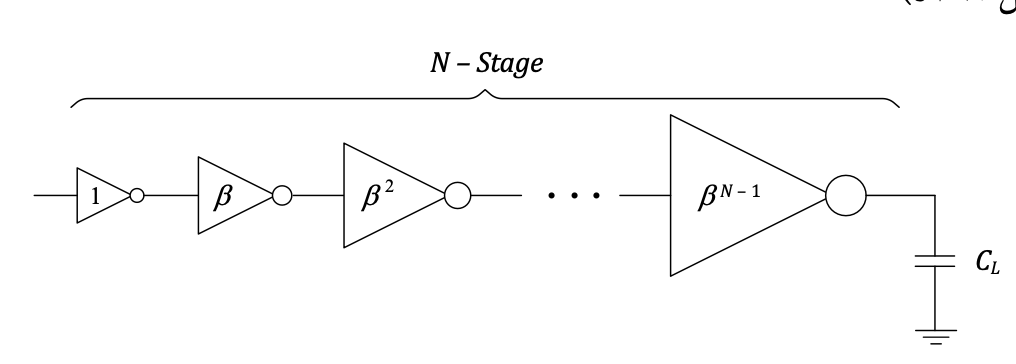 N – Stage
1 β β² ··· β^{N – 1}
C_L